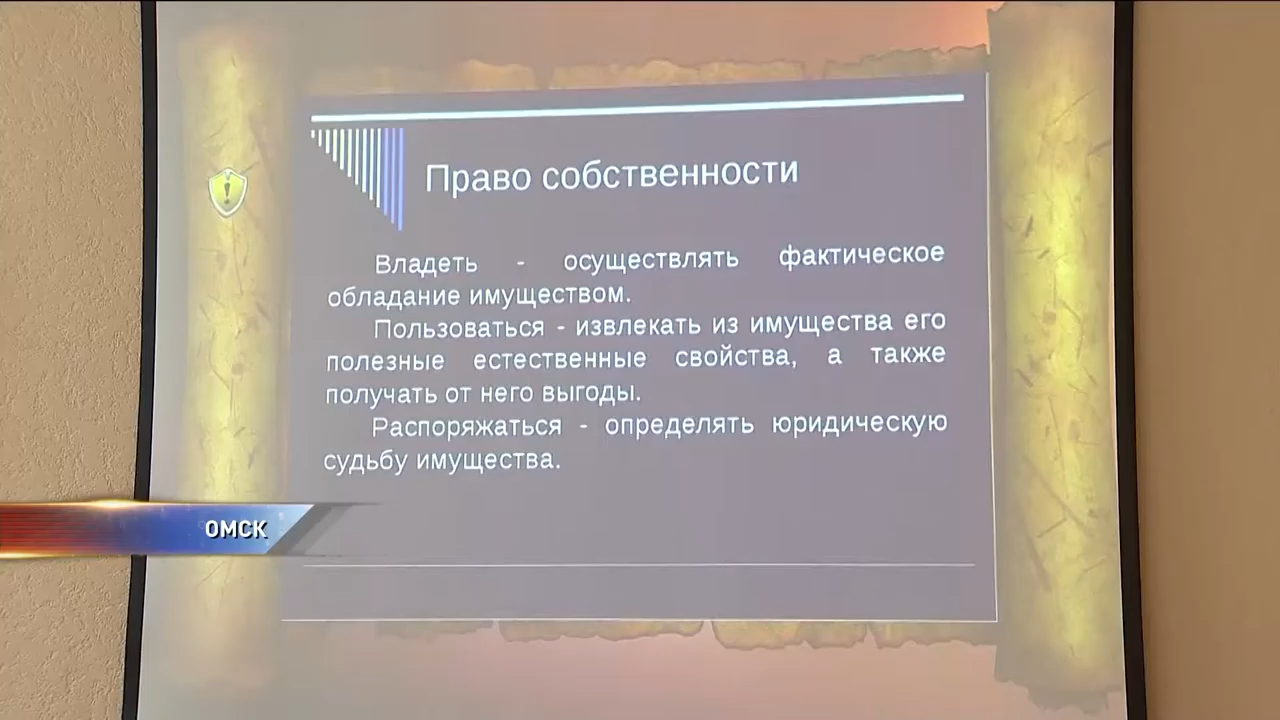 Право собственности
Владеть - осуществлять фактическое
обладание имуществом.
Пользоваться - извлекать из имущества его
полезные естественные свойства, а также
получать от него выгоды.
Распоряжаться - определять юридическую
судьбу имущества.
ОМСК